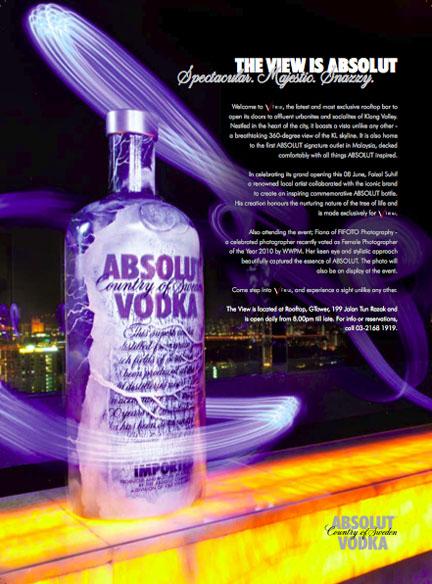 THE VIEW IS ABSOLUT
Spectacular. Majestic. Snazzy.
Welcome to View, the latest and most exclusive rooftop bar to
open its doors to affluent urbanites and socialites of Klang Valley.
Nestled in the heart of the city, it boasts a vista unlike any other -
a breathtaking 360-degree view of the KL skyline. It is also home
to the first ABSOLUT signature outlet in Malaysia, decked
comfortably with all things ABSOLUT inspired.
In celebrating its grand opening this 08 June, Faizal Suhif
a renowned local artist collaborated with the iconic brand
to create an inspiring commemorative ABSOLUT bottle.
His creation honours the nurturing nature of the tree of life and
is made exclusively for View.
Also attending the event; Fiona of FIFOTO Photography -
a celebrated photographer recently voted as Female Photographer
of the Year 2010 by WWPM. Her keen eye and stylistic approach
beautifully captured the essence of ABSOLUT. The photo will
also be on display at the event.
Come step into View, and experience a sight unlike any other.
The View is located at Rooftop, GTower, 199 Jalan Tun Razak and
is open daily from 8.00pm till late. For info or reservations,
call 03-2168 1919.
ABSOLUT
Country of Sweden
VODKA
This
distilled
IMPORTED
ABSOLUT
Country of Sweden
VODKA